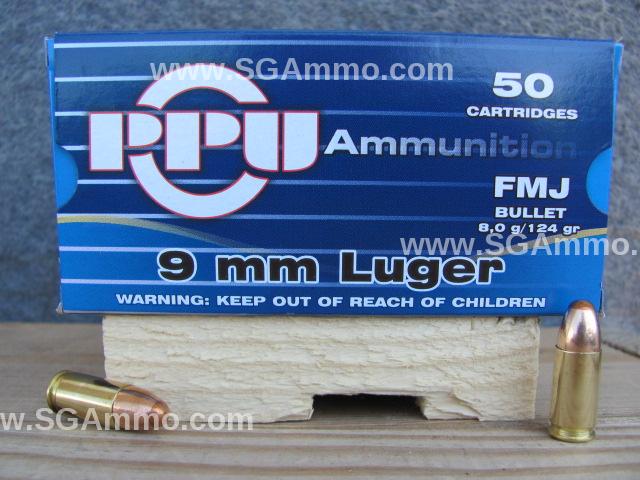 www.SGAmmo.com
50
CARTRIDGES
PPU
Ammunition
FMJ
BULLET
8,0 g/124 gr
www.SGAmmo.com
9 mm Luger
WARNING: KEEP OUT OF REACH OF CHILDREN
www.SGAmmo.com